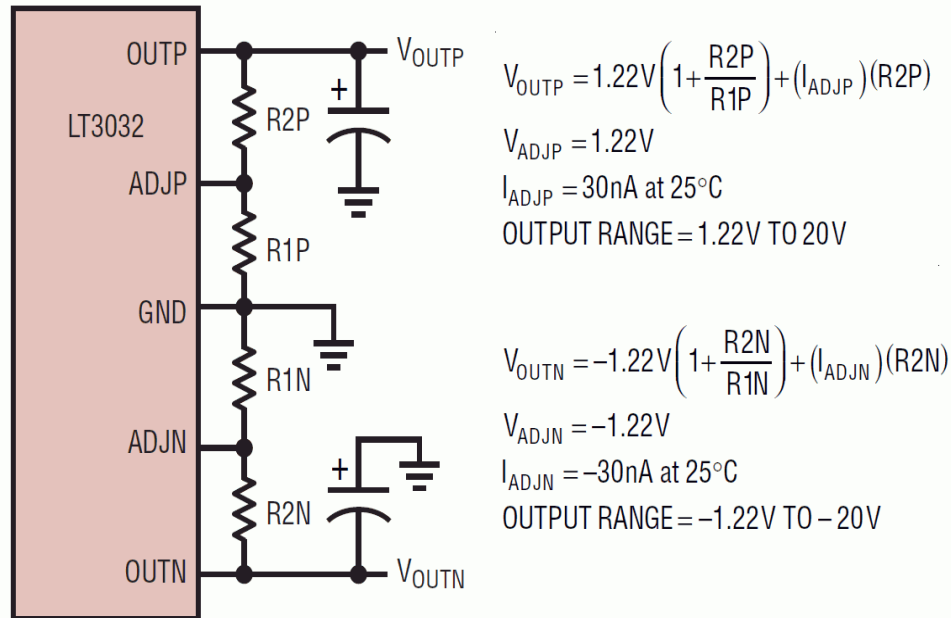 OUTP
LT3032
ADJP
GND
ADJN
OUTN
R2P
R1P
R1N
R2N
+
+
V_OUTP
V_OUTN
V_OUTP = 1.22V(1+R2P/R1P)+(I_ADJP)(R2P)
V_ADJP = 1.22V
I_ADJP = 30nA at 25°C
OUTPUT RANGE = 1.22V TO 20V
V_OUTN = –1.22V(1+R2N/R1N)+(I_ADJN)(R2N)
V_ADJN = –1.22V
I_ADJN = –30nA at 25°C
OUTPUT RANGE = –1.22V TO – 20V